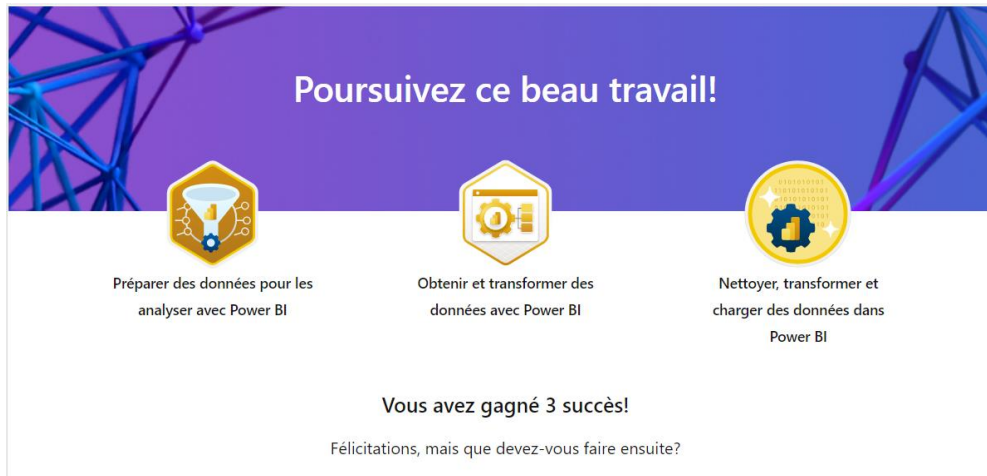 Poursuivez ce beau travail!
Préparer des données pour les
analyser avec Power BI
Obtenir et transformer des
données avec Power BI
Nettoyer, transformer et
charger des données dans
Power BI
Vous avez gagné 3 succès!
Félicitations, mais que devez-vous faire ensuite?